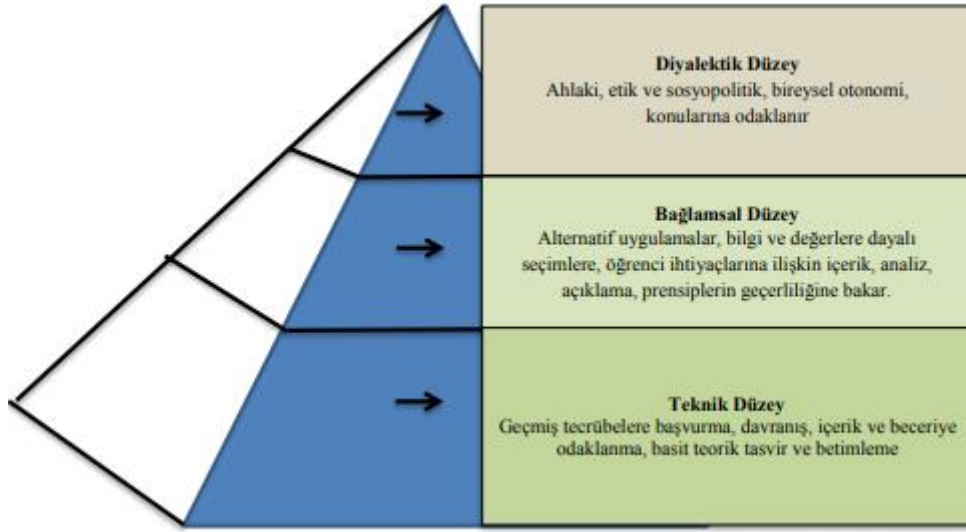 Diyalektik Düzey
Ahlaki, etik ve sosyopolitik, bireysel otonomi,
konularına odaklanır
Bağlamsal Düzey
Alternatif uygulamalar, bilgi ve değerlere dayalı
seçimlere, öğrenci ihtiyaçlarına ilişkin içerik, analiz,
açıklama, prensiplerin geçerliliğine bakar.
Teknik Düzey
Geçmiş tecrübelere başvurma, davranış, içerik ve beceriye
odaklanma, basit teorik tasvir ve betimleme